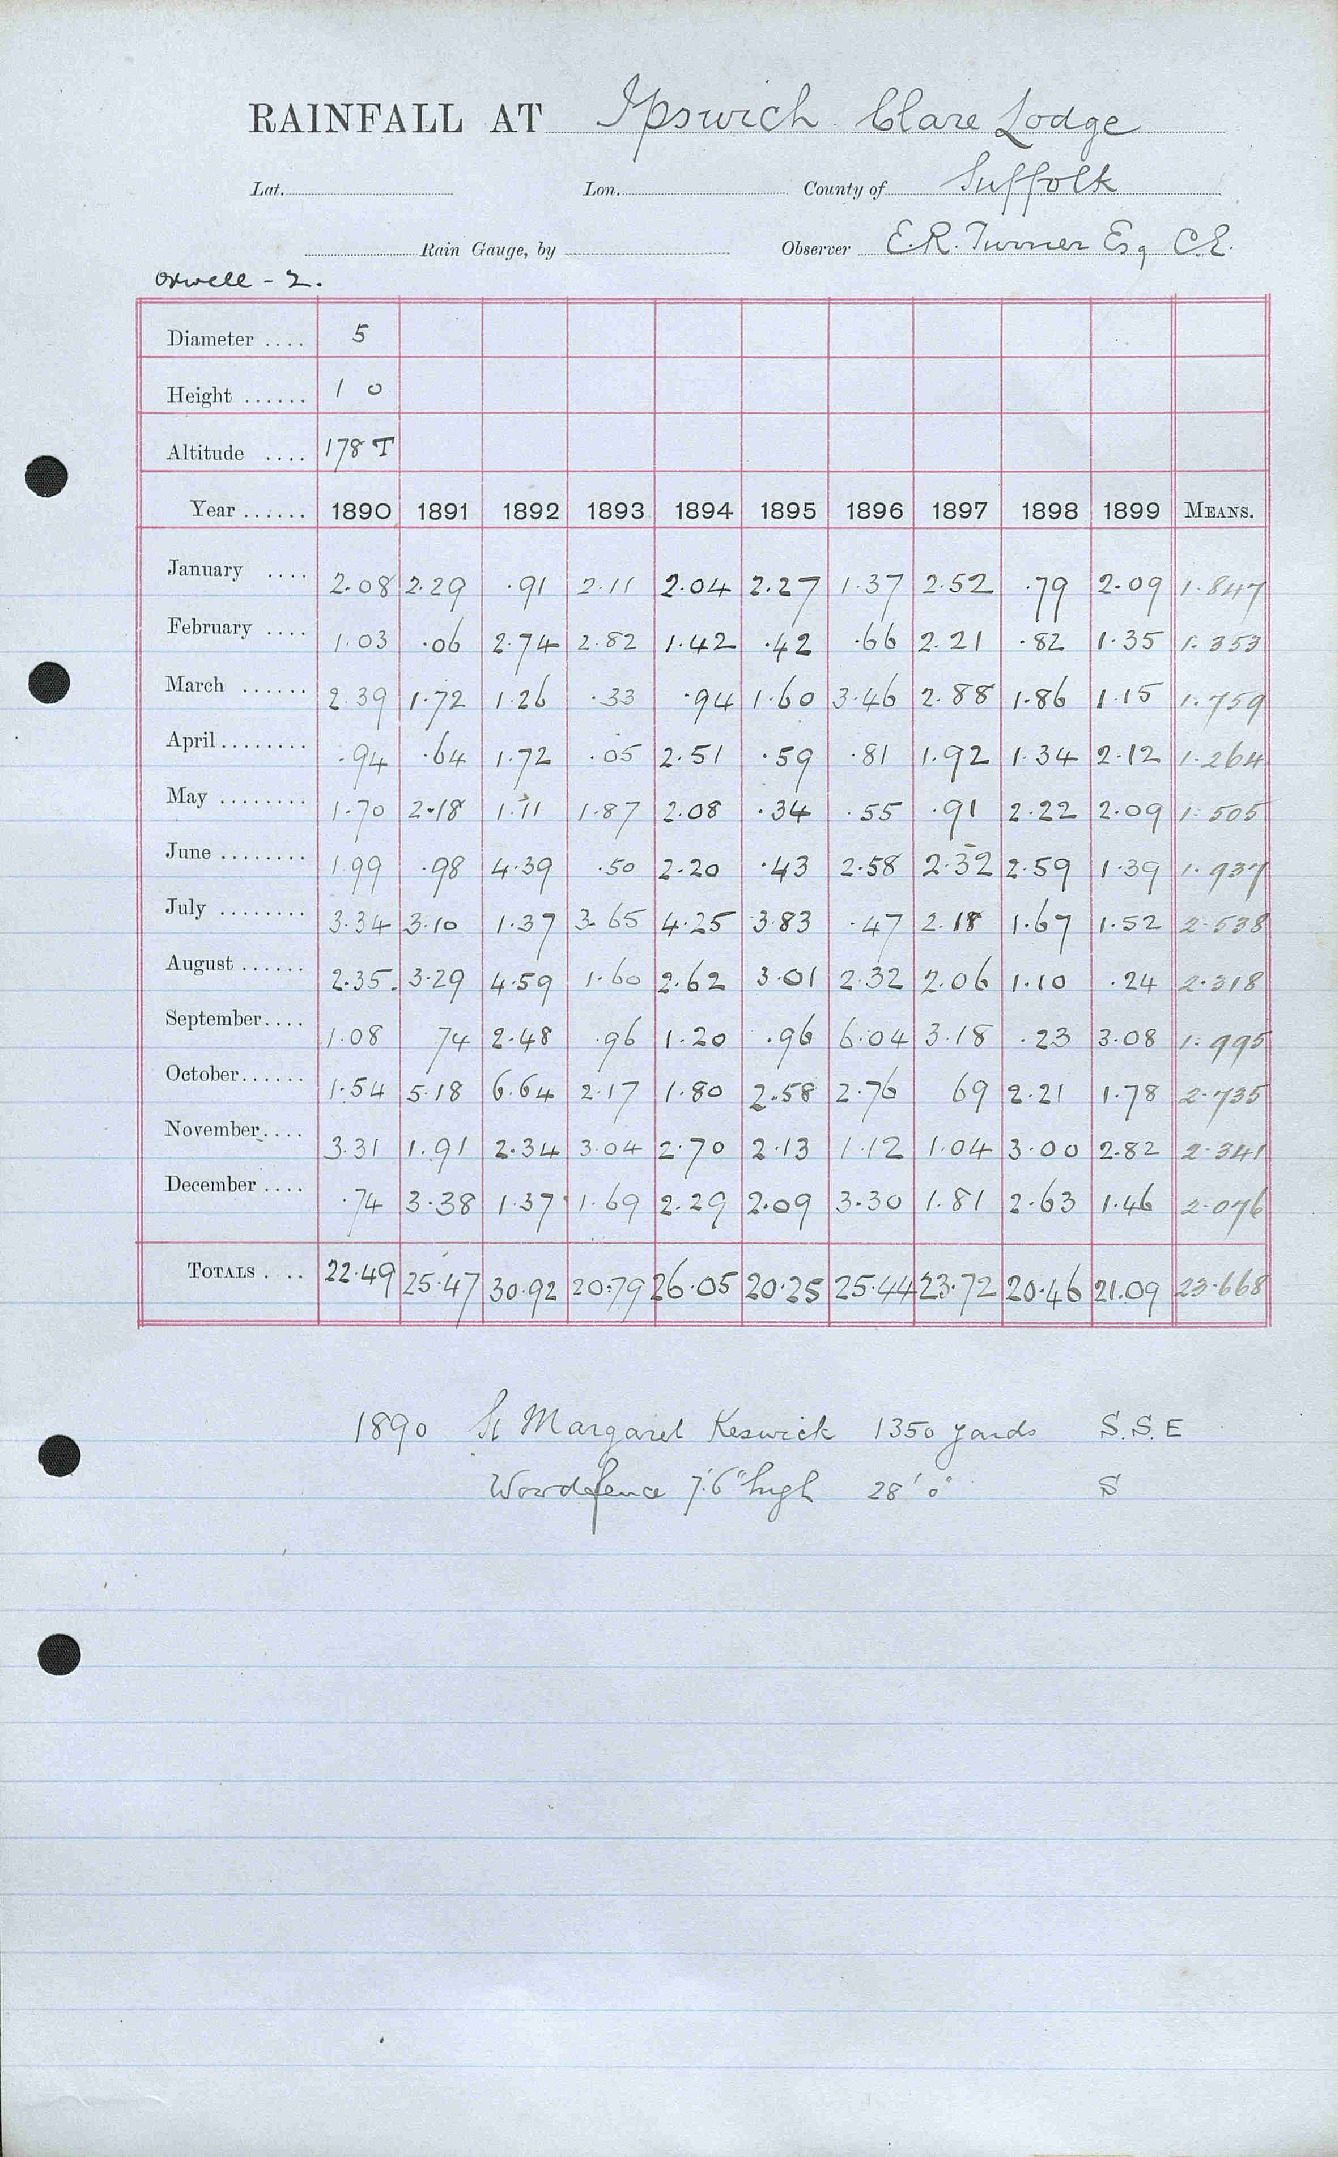 RAINFALL AT Ipswich Clare Lodge
Lat. Lon. County of Suffolk
Rain Gauge, by Observer E.R. Turner Esq C.E.
Orwell - 2.
Diameter .... 5
Height ...... 1 0
Altitude .... 178 T
Year ...... 1890 1891 1892 1893 1894 1895 1896 1897 1898 1899 MEANS.
January .... 2.08 2.29 .91 2.11 2.04 2.27 1.37 2.52 .79 2.09 1.847
February .... 1.03 .06 2.74 2.82 1.42 .42 .66 2.21 .82 1.35 1.353
March ...... 2.39 1.72 1.26 .33 .94 1.60 3.46 2.88 1.86 1.15 1.759
April ........ .94 .64 1.72 .05 2.51 .59 .81 1.92 1.34 2.12 1.264
May ........ 1.70 2.18 1.11 1.87 2.08 .34 .55 .91 2.22 2.09 1.505
June ........ 1.99 .98 4.39 .50 2.20 .43 2.58 2.32 2.59 1.39 1.937
July ........ 3.34 3.10 1.37 3.65 4.25 3.83 .47 2.18 1.67 1.52 2.538
August ...... 2.35. 3.29 4.59 1.60 2.62 3.01 2.32 2.06 1.10 .24 2.318
September.... 1.08 74 2.48 .96 1.20 .96 6.04 3.18 .23 3.08 1.995
October...... 1.54 5.18 6.64 2.17 1.80 2.58 2.76 69 2.21 1.78 2.735
November.... 3.31 1.91 2.34 3.04 2.70 2.13 1.12 1.04 3.00 2.82 2.341
December .... .74 3.38 1.37 1.69 2.29 2.09 3.30 1.81 2.63 1.46 2.076
TOTALS .... 22.49 25.47 30.92 20.79 26.05 20.25 25.44 23.72 20.46 21.09 23.668
1890 St Margaret Keswick 1350 yards S.S.E
Wood fence 7'.6" high 28' 0" S